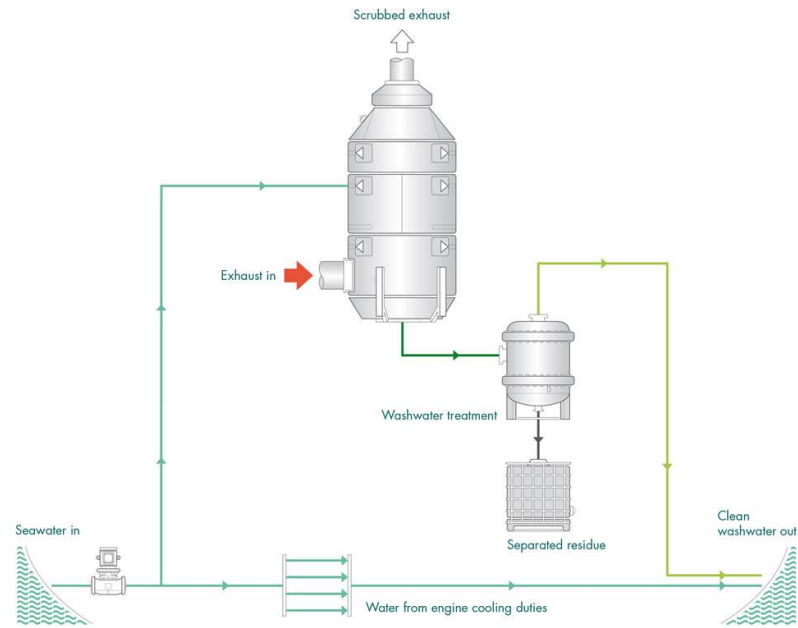 Scrubbed exhaust
Exhaust in
Washwater treatment
Seawater in
Clean
washwater out
Separated residue
Water from engine cooling duties